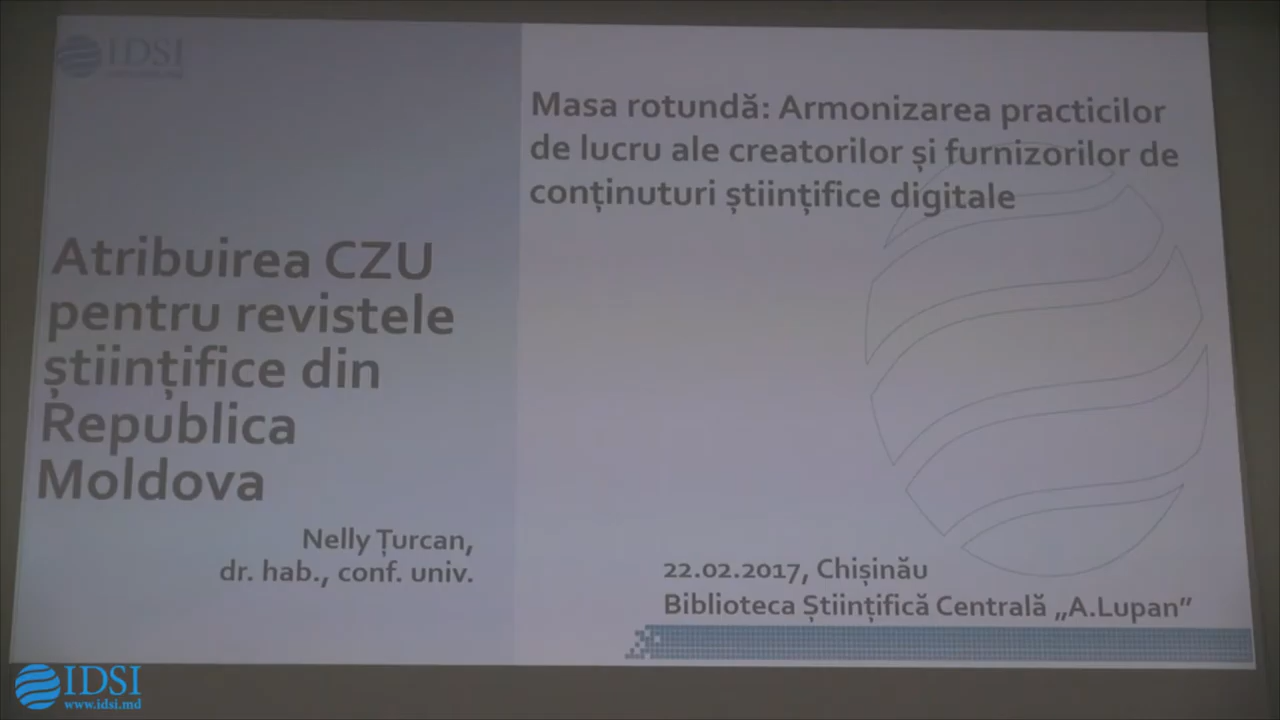 IDSI
Masa rotundă: Armonizarea practicilor
de lucru ale creatorilor și furnizorilor de
conținuturi științifice digitale
Atribuirea CZU
pentru revistele
științifice din
Republica
Moldova
Nelly Țurcan,
dr. hab., conf. univ.
22.02.2017, Chișinău
Biblioteca Științifică Centrală „A.Lupan”
IDSI
www.idsi.md